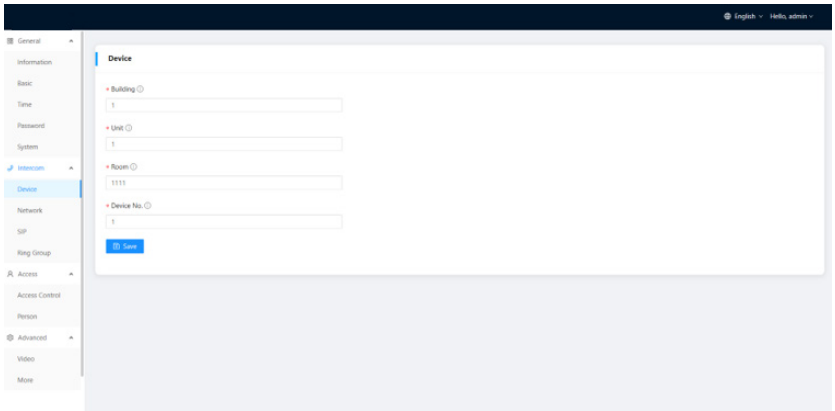 English Hello, admin
General
Information
Basic
Time
Password
System
Intercom
Device
Network
SIP
Ring Group
Access
Access Control
Person
Advanced
Video
More
Device
* Building
1
* Unit
1
* Room
1111
* Device No.
1
Save